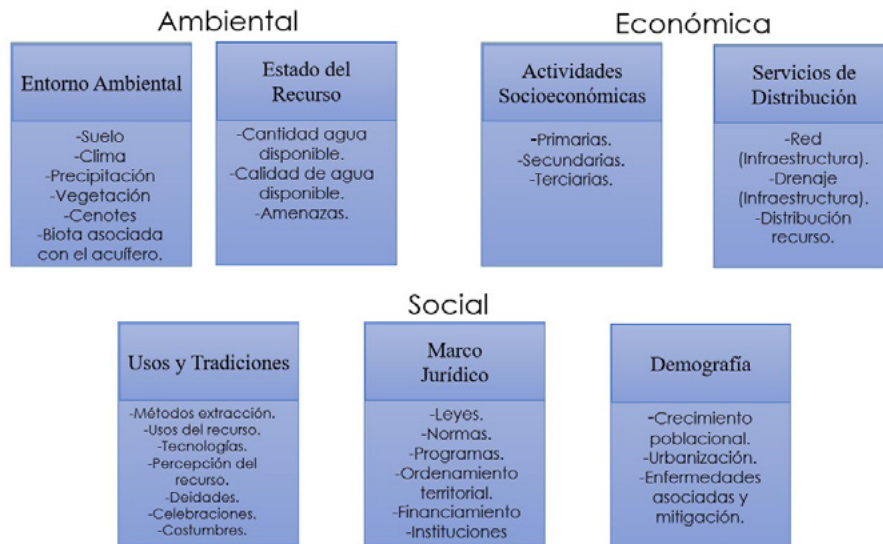 Ambiental
Entorno Ambiental
-Suelo
-Clima
-Precipitación
-Vegetación
-Cenotes
-Biota asociada
con el acuífero.
Estado del
Recurso
-Cantidad agua
disponible.
-Calidad de agua
disponible.
-Amenazas.
Económica
Actividades
Socioeconómicas
-Primarias.
-Secundarias.
-Terciarias.
Servicios de
Distribución
-Red
(Infraestructura).
-Drenaje
(Infraestructura).
-Distribución
recurso.
Social
Usos y Tradiciones
-Métodos extracción.
-Usos del recurso.
-Tecnologías.
-Percepción del
recurso.
-Deidades.
-Celebraciones.
-Costumbres.
Marco
Jurídico
-Leyes.
-Normas.
-Programas.
-Ordenamiento
territorial.
-Financiamiento
-Instituciones
Demografía
-Crecimiento
poblacional.
-Urbanización.
-Enfermedades
asociadas y
mitigación.